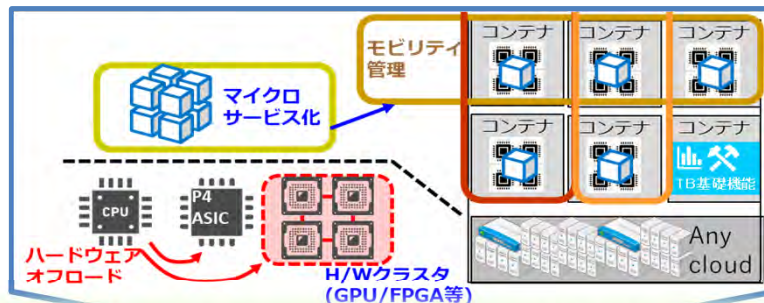 モビリティ
管理
コンテナ
コンテナ
コンテナ
マイクロ
サービス化
コンテナ
コンテナ
コンテナ
TB基礎機能
CPU
P4
ASIC
ハードウェア
オフロード
H/Wクラスタ
(GPU/FPGA等)
Any
cloud